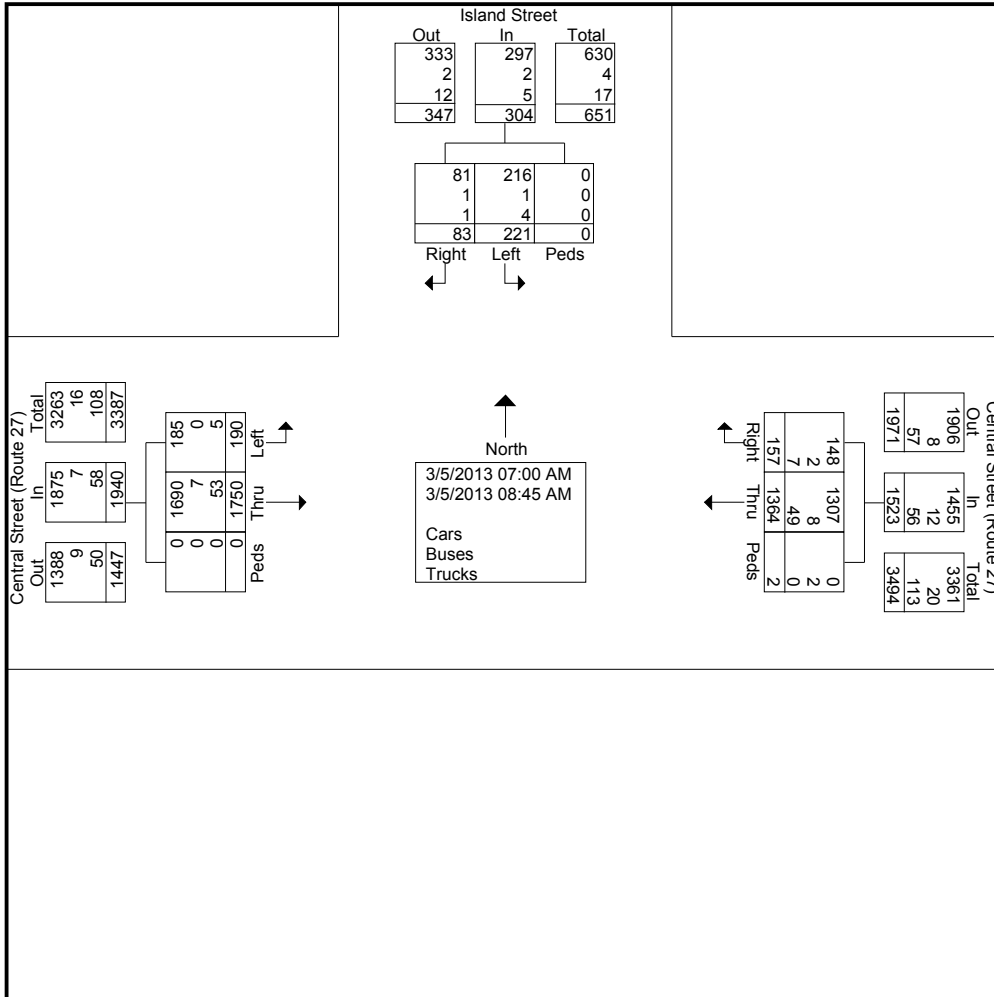 Island Street
Out In Total
333 297 630
2 2 4
12 5 17
347 304 651
81 216 0
1 1 0
1 4 0
83 221 0
Right Left Peds
Central Street (Route 27)
Total In Out
3263 1875 1388
16 7 9
108 58 50
3387 1940 1447
185 1690 0
0 7 0
5 53 0
190 1750 0
Left Thru Peds
North
3/5/2013 07:00 AM
3/5/2013 08:45 AM
Cars
Buses
Trucks
Right Thru Peds
148 1307 0
2 8 2
7 49 0
157 1364 2
Central Street (Route 27)
Out In Total
1906 1455 3361
8 12 20
57 56 113
1971 1523 3494